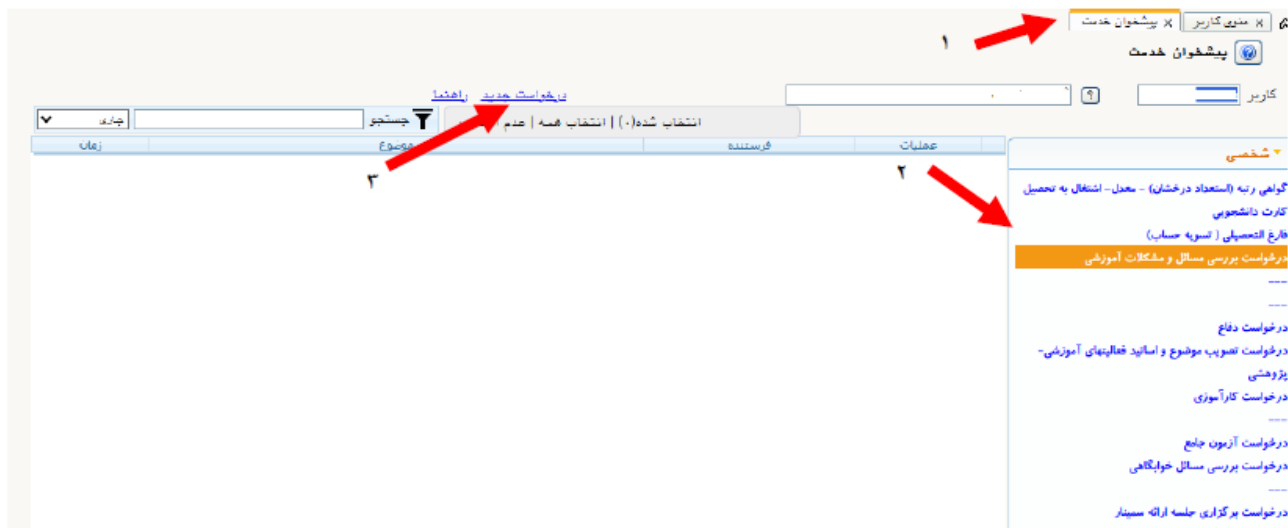 منوی کاربر
پیشخوان خدمت
۱
پیشخوان خدمت
کاربر
؟
درخواست جدید راهنما
انتخاب شده(۰) | انتخاب همه | عدم
جستجو
جاری
عملیات
فرستنده
موضوع
زمان
۲
۳
شخصی
گواهی رتبه (استعداد درخشان) - معدل- اشتغال به تحصیل
کارت دانشجویی
فارغ التحصیلی ( تسویه حساب)
درخواست بررسی مسائل و مشکلات آموزشی
---
---
درخواست دفاع
درخواست تصویب موضوع و اساتید فعالیتهای آموزشی-
پژوهشی
درخواست کارآموزی
---
درخواست آزمون جامع
درخواست بررسی مسائل خوابگاهی
---
درخواست برگزاری جلسه ارائه سمینار